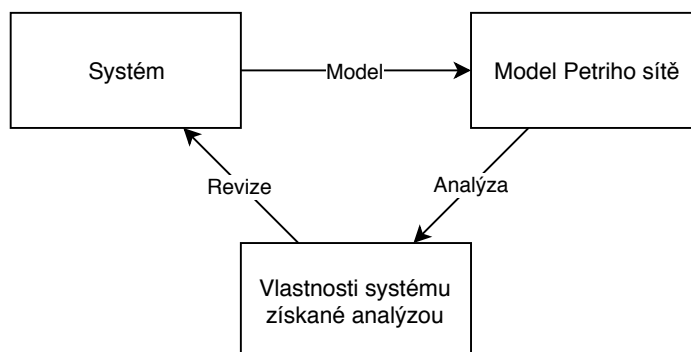 Systém
Model
Model Petriho sítě
Revize
Analýza
Vlastnosti systému
získané analýzou